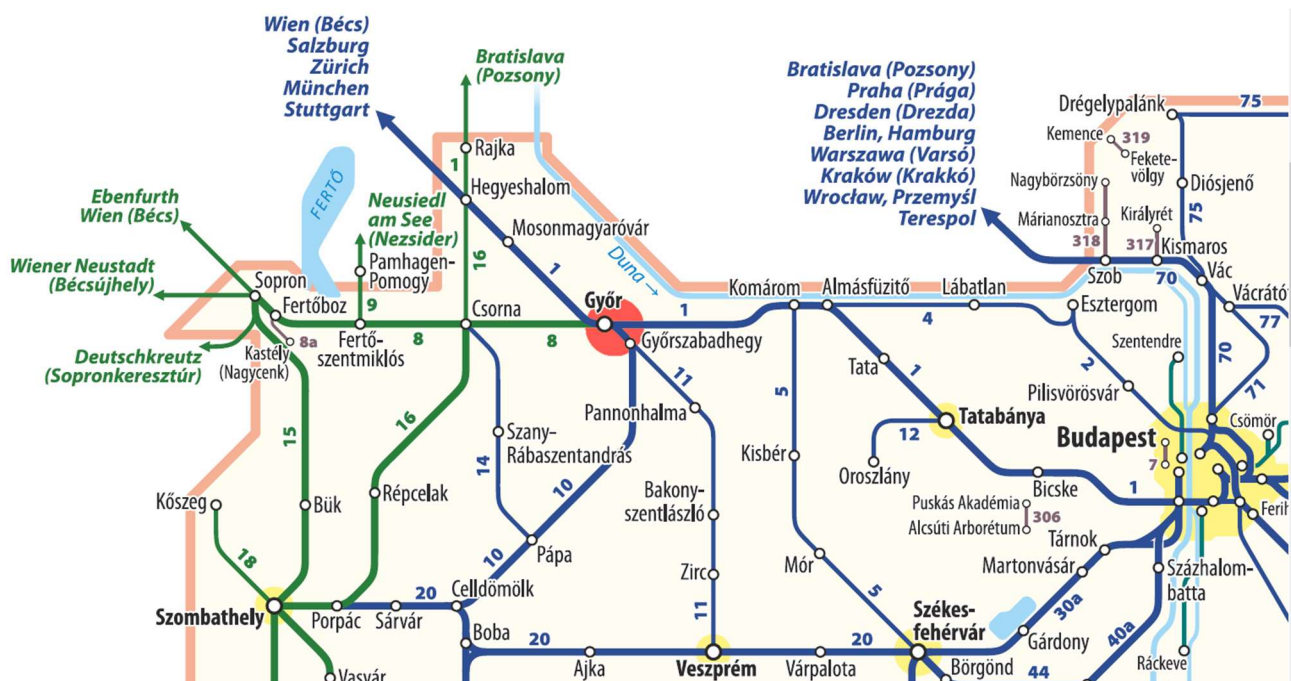 Wien (Bécs)
Salzburg
Zürich
München
Stuttgart
Bratislava
(Pozsony)
Bratislava (Pozsony)
Praha (Prága)
Dresden (Drezda)
Berlin, Hamburg
Warszawa (Varsó)
Kraków (Krakkó)
Wrocław, Przemyśl
Terespol
Drégelypalánk
75
Kemence
319
Fekete-
völgy
Nagybörzsöny
Diósjenő
75
Márianosztra
Királyrét
318
317
Kismaros
Szob
70
Vác
Rajka
1
Hegyeshalom
FERTŐ
Ebenfurth
Wien (Bécs)
Neusiedl
am See
(Nezsider)
Mosonmagyaróvár
16
1
Duna
Wiener Neustadt
(Bécsújhely)
Sopron
Pamhagen-
Pomogy
Fertőboz
9
Csorna
Győr
1
Komárom
Almásfüzitő
Lábatlan
4
Esztergom
Vácrátót
77
8
8
Fertő-
szentmiklós
Győrszabadhegy
Deutschkreutz
(Sopronkeresztúr)
Kastély
(Nagycenk)
8a
Szentendre
70
71
2
Tata
1
11
5
Pilisvörösvár
Pannonhalma
16
15
Szany-
Rábaszentandrás
14
Tatabánya
12
Budapest
7
Csömör
Kisbér
Oroszlány
Bicske
1
Kőszeg
Bük
Répcelak
10
Bakony-
szentlászló
Puskás Akadémia
306
Alcsúti Arborétum
Ferih
18
10
Pápa
Tárnok
Mór
Martonvásár
Zirc
Százhalom-
batta
Szombathely
Porpác
20
Sárvár
Celldömölk
5
30a
11
Székes-
fehérvár
Gárdony
40a
Boba
20
20
Ajka
Veszprém
Várpalota
Börgönd
44
Ráckeve
Vasvár